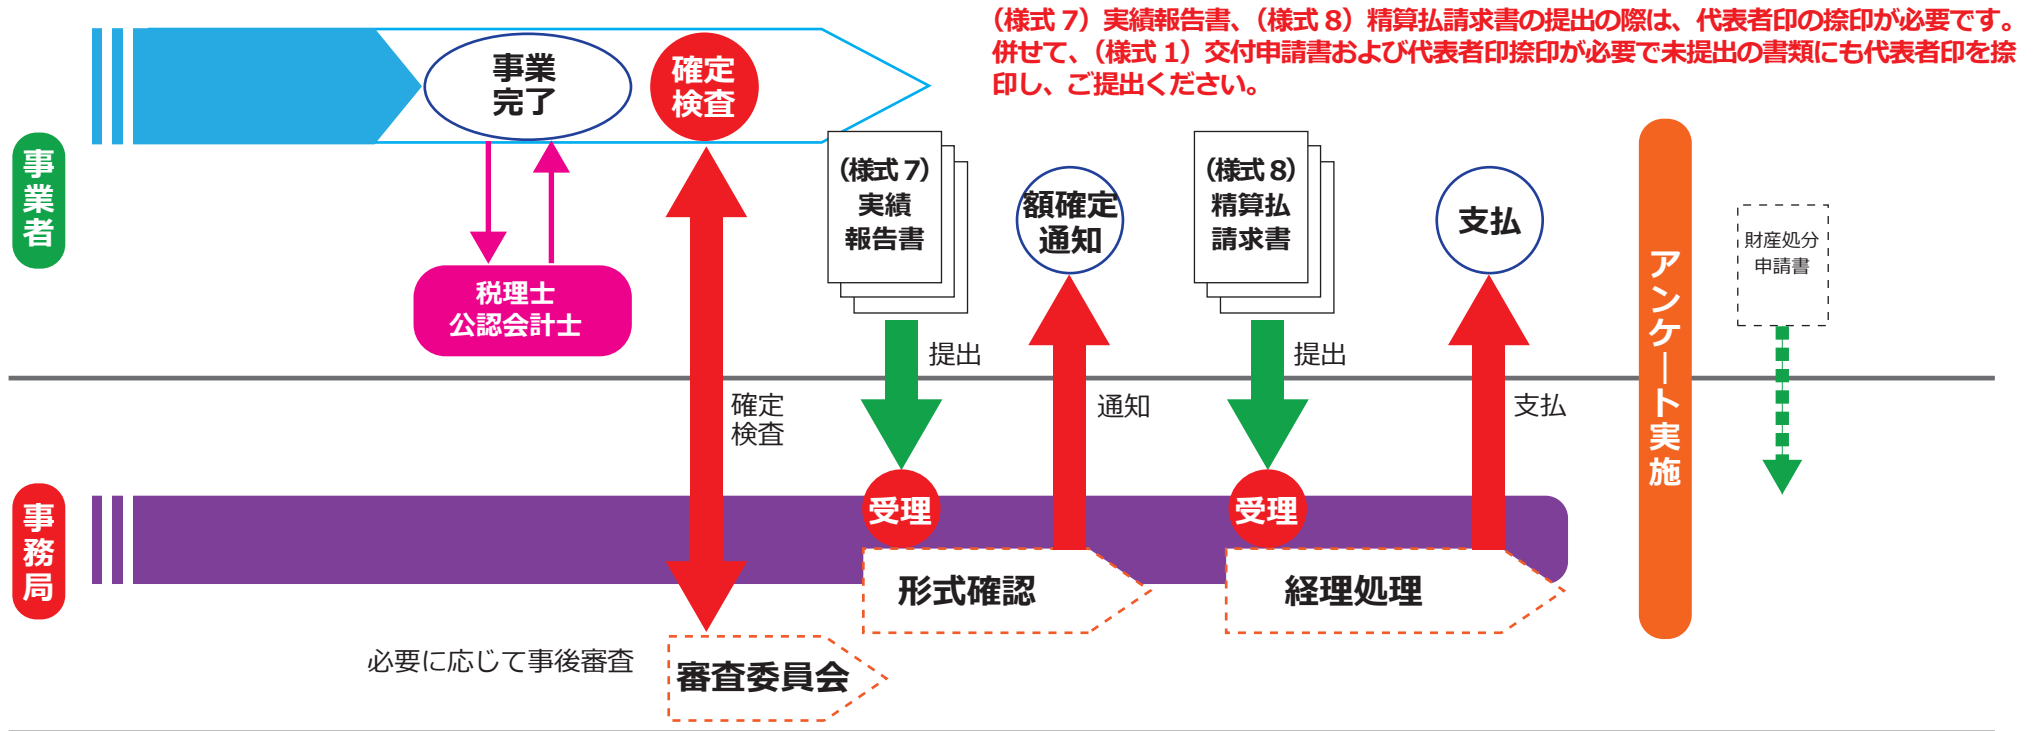 （様式 7）実績報告書、（様式 8）精算払請求書の提出の際は、代表者印の捺印が必要です。
併せて、（様式 1）交付申請書および代表者印捺印が必要で未提出の書類にも代表者印を捺
印し、ご提出ください。
事業
完了
確定
検査
事業者
（様式 7）
実績
報告書
額確定
通知
（様式 8）
精算払
請求書
支払
財産処分
申請書
税理士
公認会計士
アンケート実施
提出
提出
確定
検査
通知
支払
事務局
受理
受理
形式確認
経理処理
必要に応じて事後審査
審査委員会